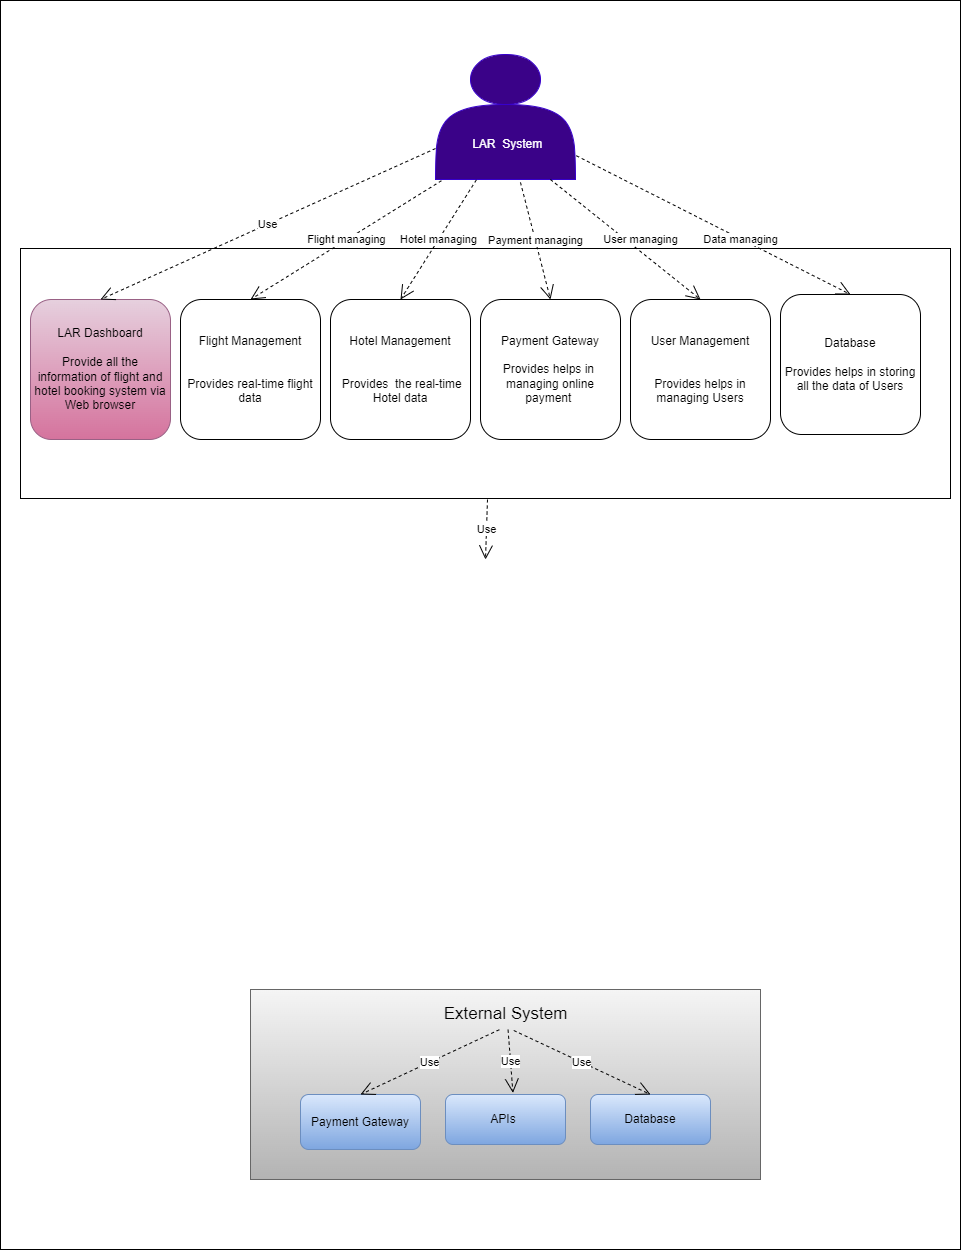 LAR  System
Use
Flight managing
Hotel managing
Payment managing
User managing
Data managing
LAR Dashboard
Provide all the
information of flight and
hotel booking system via
Web browser
Flight Management
Provides real-time flight
data
Hotel Management
Provides  the real-time
Hotel data
Payment Gateway
Provides helps in
managing online
payment
User Management
Provides helps in
managing Users
Database
Provides helps in storing
all the data of Users
Use
External System
Use
Use
Use
Payment Gateway
APIs
Database